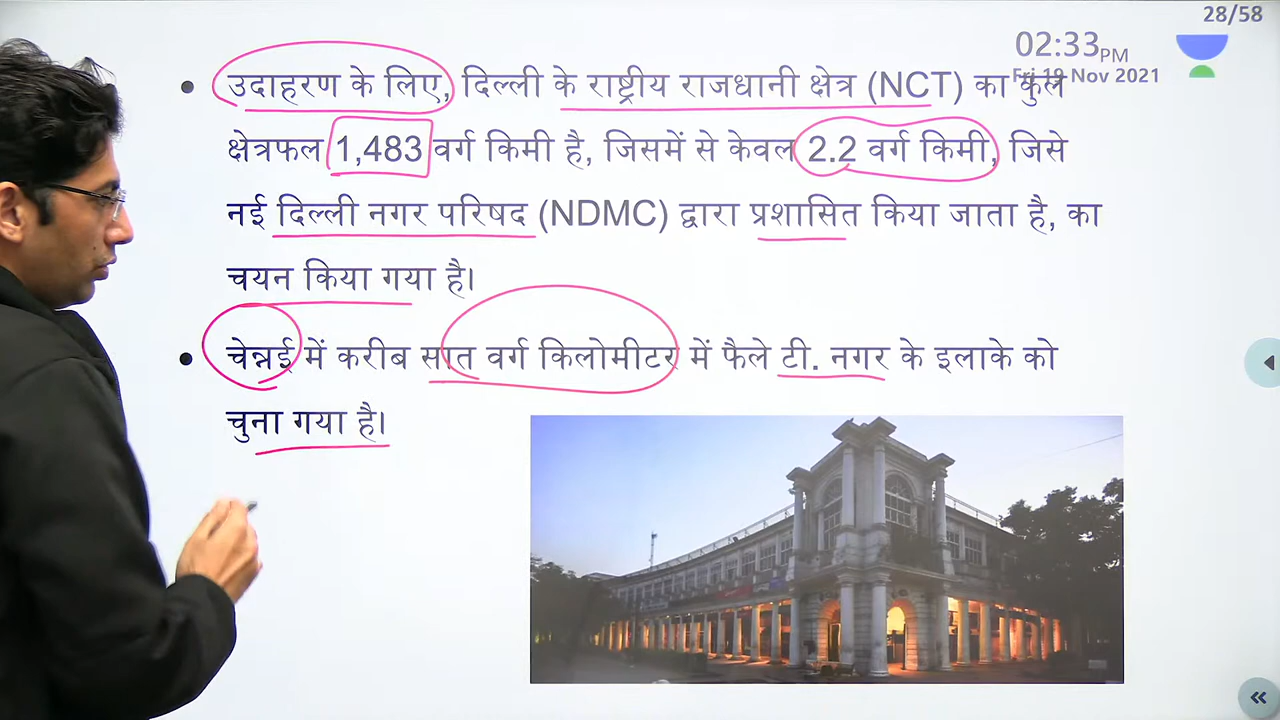 28/58
02:33PM
Fri 19 Nov 2021
• उदाहरण के लिए, दिल्ली के राष्ट्रीय राजधानी क्षेत्र (NCT) का कुल
क्षेत्रफल 1,483 वर्ग किमी है, जिसमें से केवल 2.2 वर्ग किमी, जिसे
नई दिल्ली नगर परिषद (NDMC) द्वारा प्रशासित किया जाता है, का
चयन किया गया है।
• चेन्नई में करीब सात वर्ग किलोमीटर में फैले टी. नगर के इलाके को
चुना गया है।